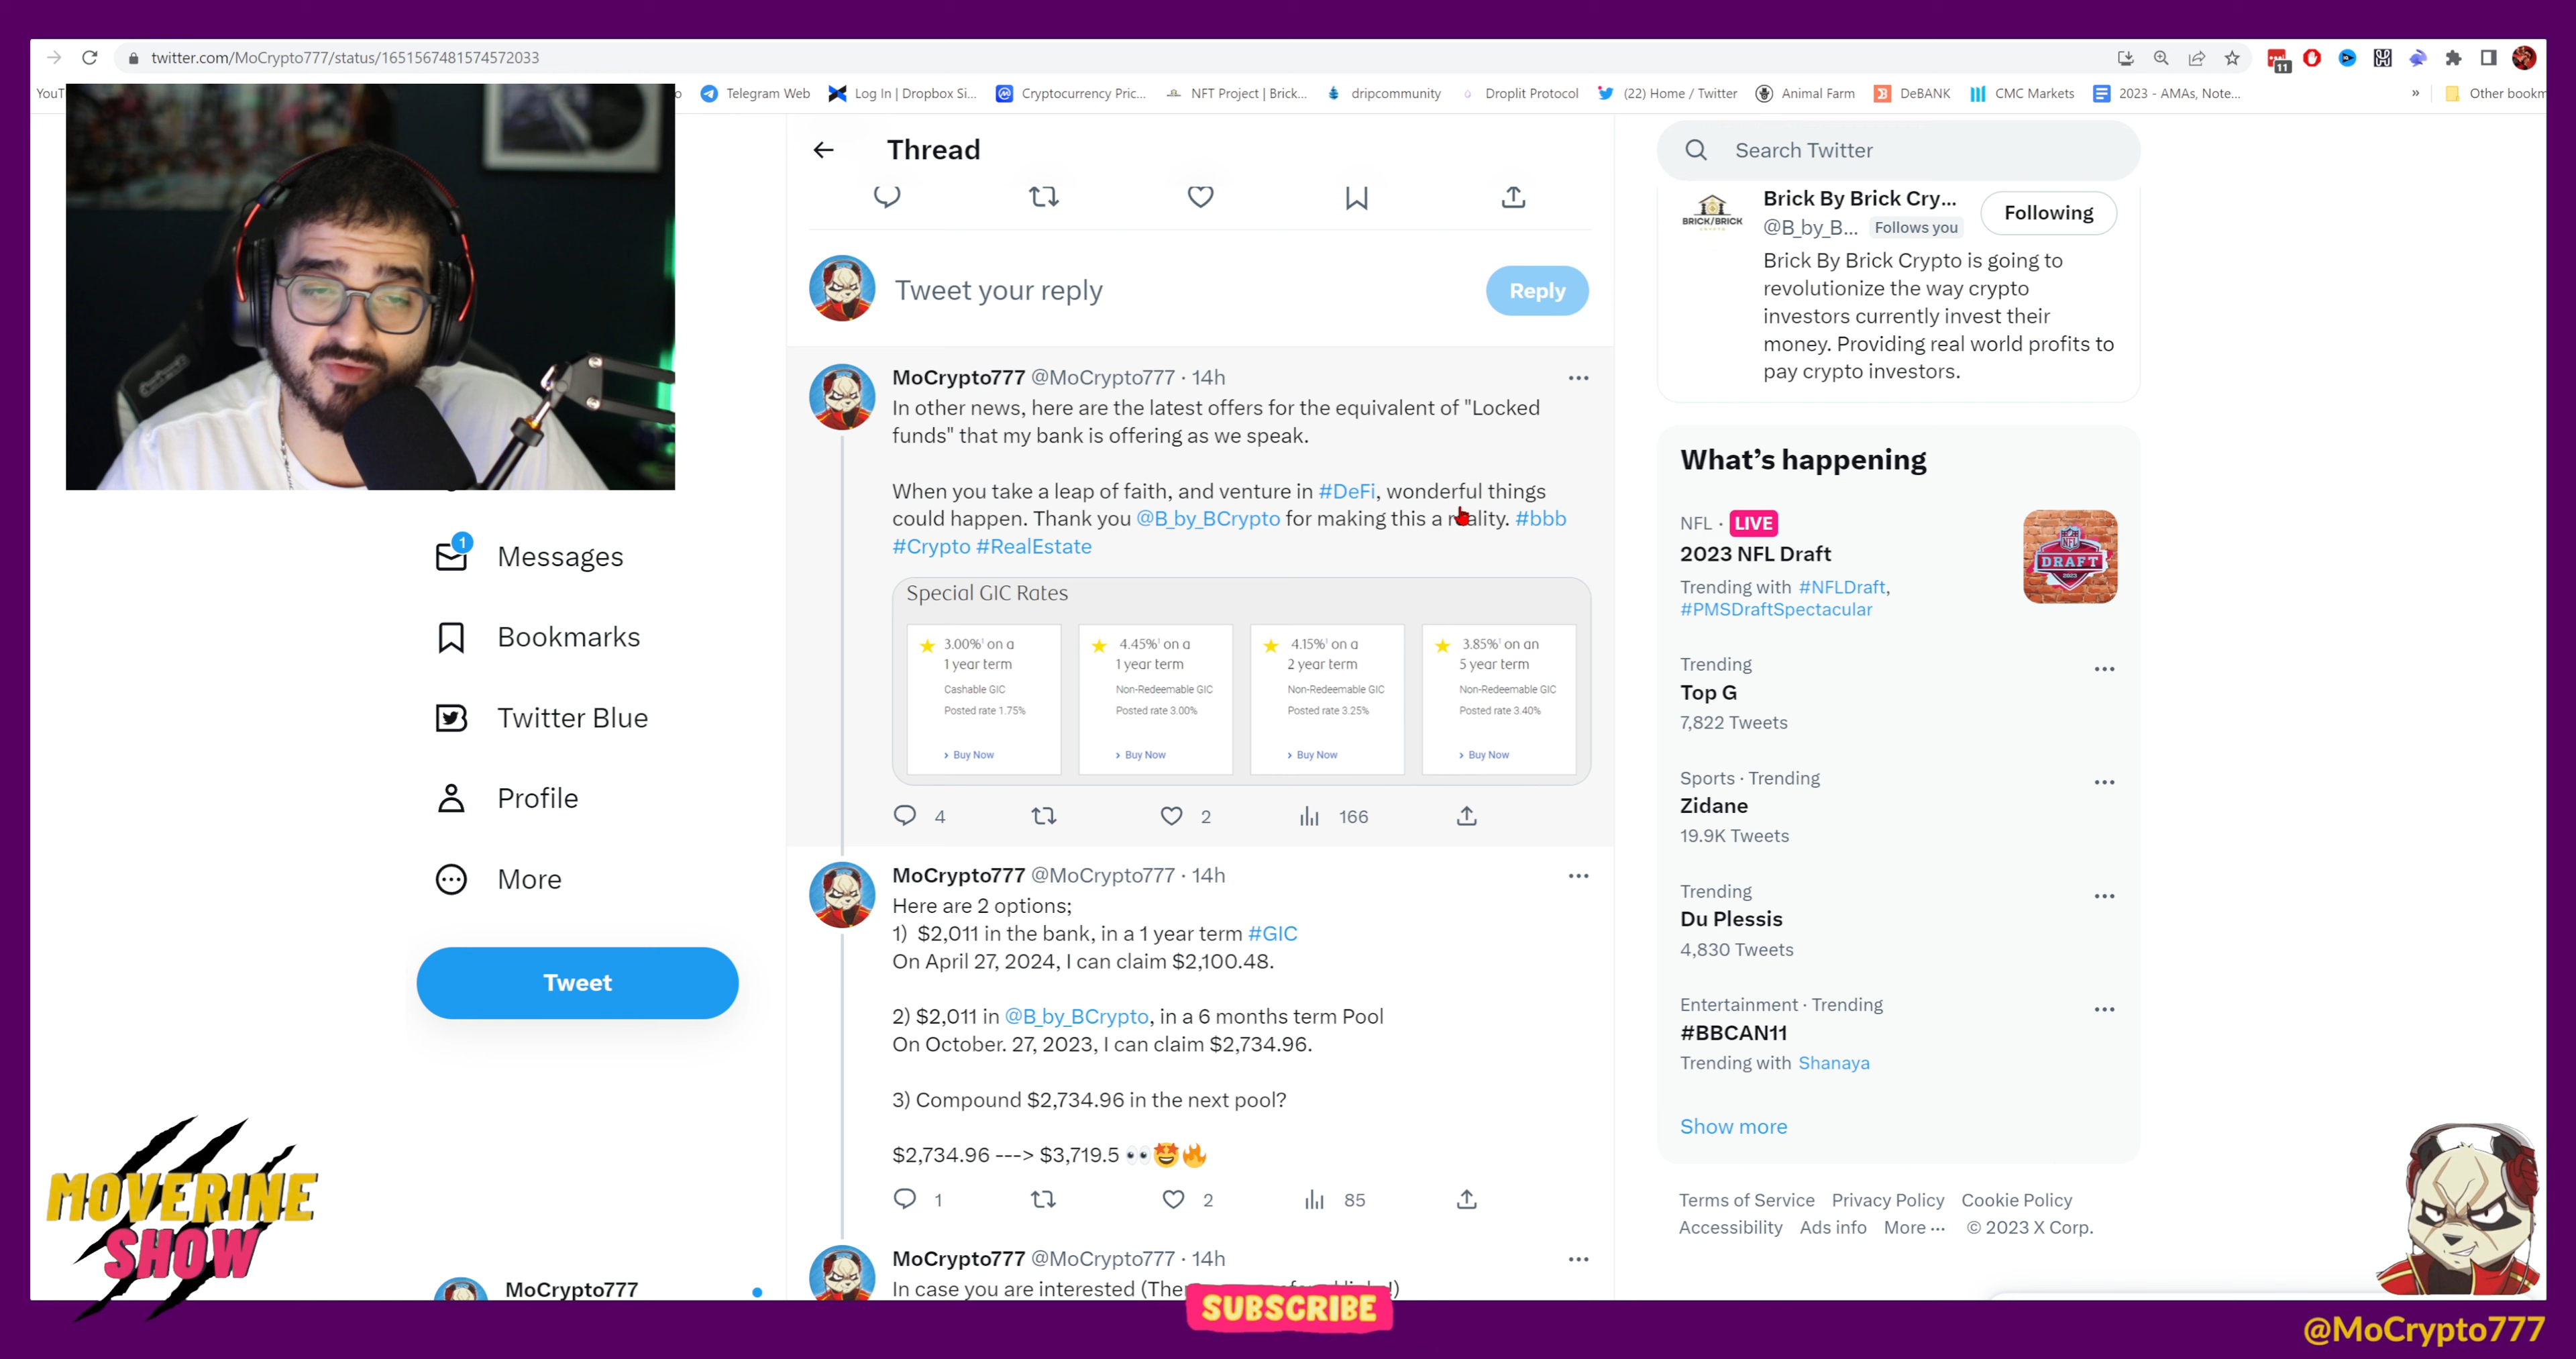 twitter.com/MoCrypto777/status/1651567481574572033
11
Telegram Web
Log In | Dropbox Si...
Cryptocurrency Pric...
NFT Project | Brick...
dripcommunity
Droplit Protocol
(22) Home / Twitter
Animal Farm
DeBANK
CMC Markets
2023 - AMAs, Note...
»
Other bookm
Thread
Tweet your reply
Reply
MoCrypto777 @MoCrypto777 · 14h
In other news, here are the latest offers for the equivalent of "Locked
funds" that my bank is offering as we speak.
When you take a leap of faith, and venture in #DeFi, wonderful things
could happen. Thank you @B_by_BCrypto for making this a reality. #bbb
#Crypto #RealEstate
Special GIC Rates
3.00%¹ on a
1 year term
Cashable GIC
Posted rate 1.75%
› Buy Now
4.45%¹ on a
1 year term
Non-Redeemable GIC
Posted rate 3.00%
› Buy Now
4.15%¹ on a
2 year term
Non-Redeemable GIC
Posted rate 3.25%
› Buy Now
3.85%¹ on an
5 year term
Non-Redeemable GIC
Posted rate 3.40%
› Buy Now
4
2
166
MoCrypto777 @MoCrypto777 · 14h
Here are 2 options;
1) $2,011 in the bank, in a 1 year term #GIC
On April 27, 2024, I can claim $2,100.48.
2) $2,011 in @B_by_BCrypto, in a 6 months term Pool
On October. 27, 2023, I can claim $2,734.96.
3) Compound $2,734.96 in the next pool?
$2,734.96 ---> $3,719.5 👀🤩🔥
1
2
85
MoCrypto777 @MoCrypto777 · 14h
In case you are interested
1
Messages
Bookmarks
Twitter Blue
Profile
More
Tweet
MoCrypto777
Search Twitter
BRICK/BRICK
CRYPTO
Brick By Brick Cry...
@B_by_B... Follows you
Following
Brick By Brick Crypto is going to
revolutionize the way crypto
investors currently invest their
money. Providing real world profits to
pay crypto investors.
What's happening
NFL · LIVE
2023 NFL Draft
Trending with #NFLDraft,
#PMSDraftSpectacular
DRAFT
2023
Trending
Top G
7,822 Tweets
Sports · Trending
Zidane
19.9K Tweets
Trending
Du Plessis
4,830 Tweets
Entertainment · Trending
#BBCAN11
Trending with Shanaya
Show more
Terms of Service Privacy Policy Cookie Policy
Accessibility Ads info More ··· © 2023 X Corp.
MOVERINE
SHOW
SUBSCRIBE
@MoCrypto777